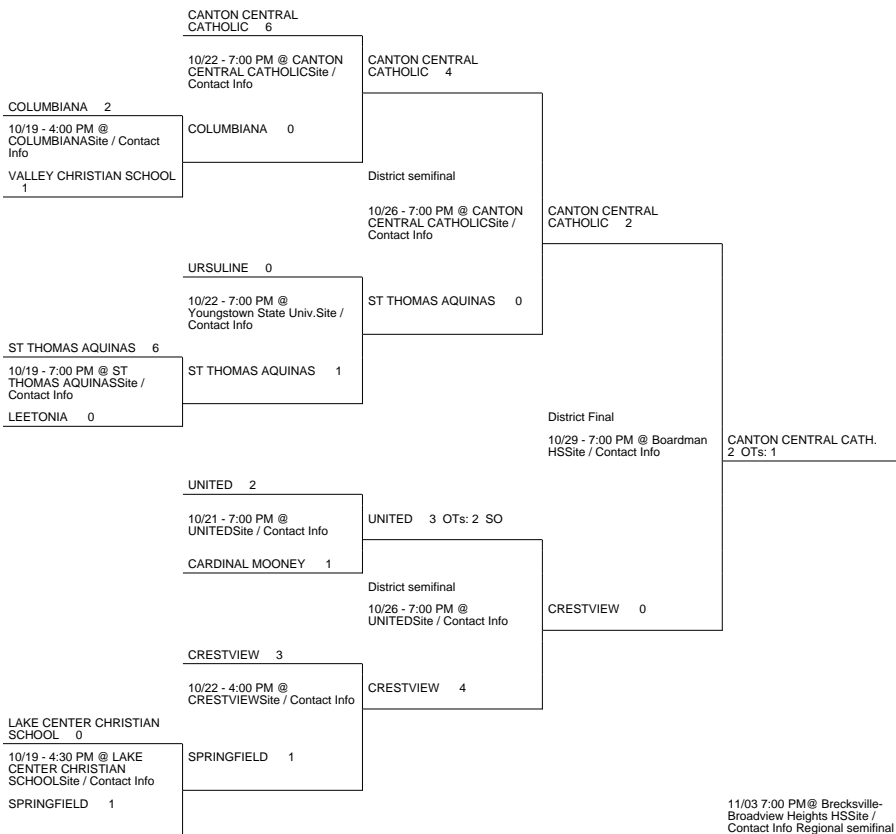 CANTON CENTRAL
CATHOLIC 6
10/22 - 7:00 PM @ CANTON
CENTRAL CATHOLICSite /
Contact Info
CANTON CENTRAL
CATHOLIC 4
COLUMBIANA 2
10/19 - 4:00 PM @
COLUMBIANASite / Contact
Info
COLUMBIANA 0
VALLEY CHRISTIAN SCHOOL
1
District semifinal
10/26 - 7:00 PM @ CANTON
CENTRAL CATHOLICSite /
Contact Info
CANTON CENTRAL
CATHOLIC 2
URSULINE 0
10/22 - 7:00 PM @
Youngstown State Univ.Site /
Contact Info
ST THOMAS AQUINAS 0
ST THOMAS AQUINAS 6
10/19 - 7:00 PM @ ST
THOMAS AQUINASSite /
Contact Info
ST THOMAS AQUINAS 1
LEETONIA 0
District Final
10/29 - 7:00 PM @ Boardman
HSSite / Contact Info
CANTON CENTRAL CATH.
2 OTs: 1
UNITED 2
10/21 - 7:00 PM @
UNITEDSite / Contact Info
UNITED 3 OTs: 2 SO
CARDINAL MOONEY 1
District semifinal
10/26 - 7:00 PM @
UNITEDSite / Contact Info
CRESTVIEW 0
CRESTVIEW 3
10/22 - 4:00 PM @
CRESTVIEWSite / Contact Info
CRESTVIEW 4
LAKE CENTER CHRISTIAN
SCHOOL 0
10/19 - 4:30 PM @ LAKE
CENTER CHRISTIAN
SCHOOLSite / Contact Info
SPRINGFIELD 1
SPRINGFIELD 1
11/03 7:00 PM@ Brecksville-
Broadview Heights HSSite /
Contact Info Regional semifinal